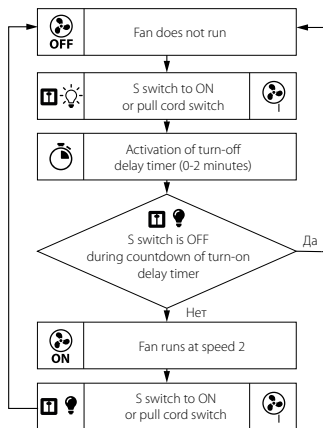 OFF
Fan does not run
S switch to ON
or pull cord switch
Activation of turn-off
delay timer (0-2 minutes)
S switch is OFF
during countdown of turn-on
delay timer
Да
Нет
ON
Fan runs at speed 2
S switch to ON
or pull cord switch